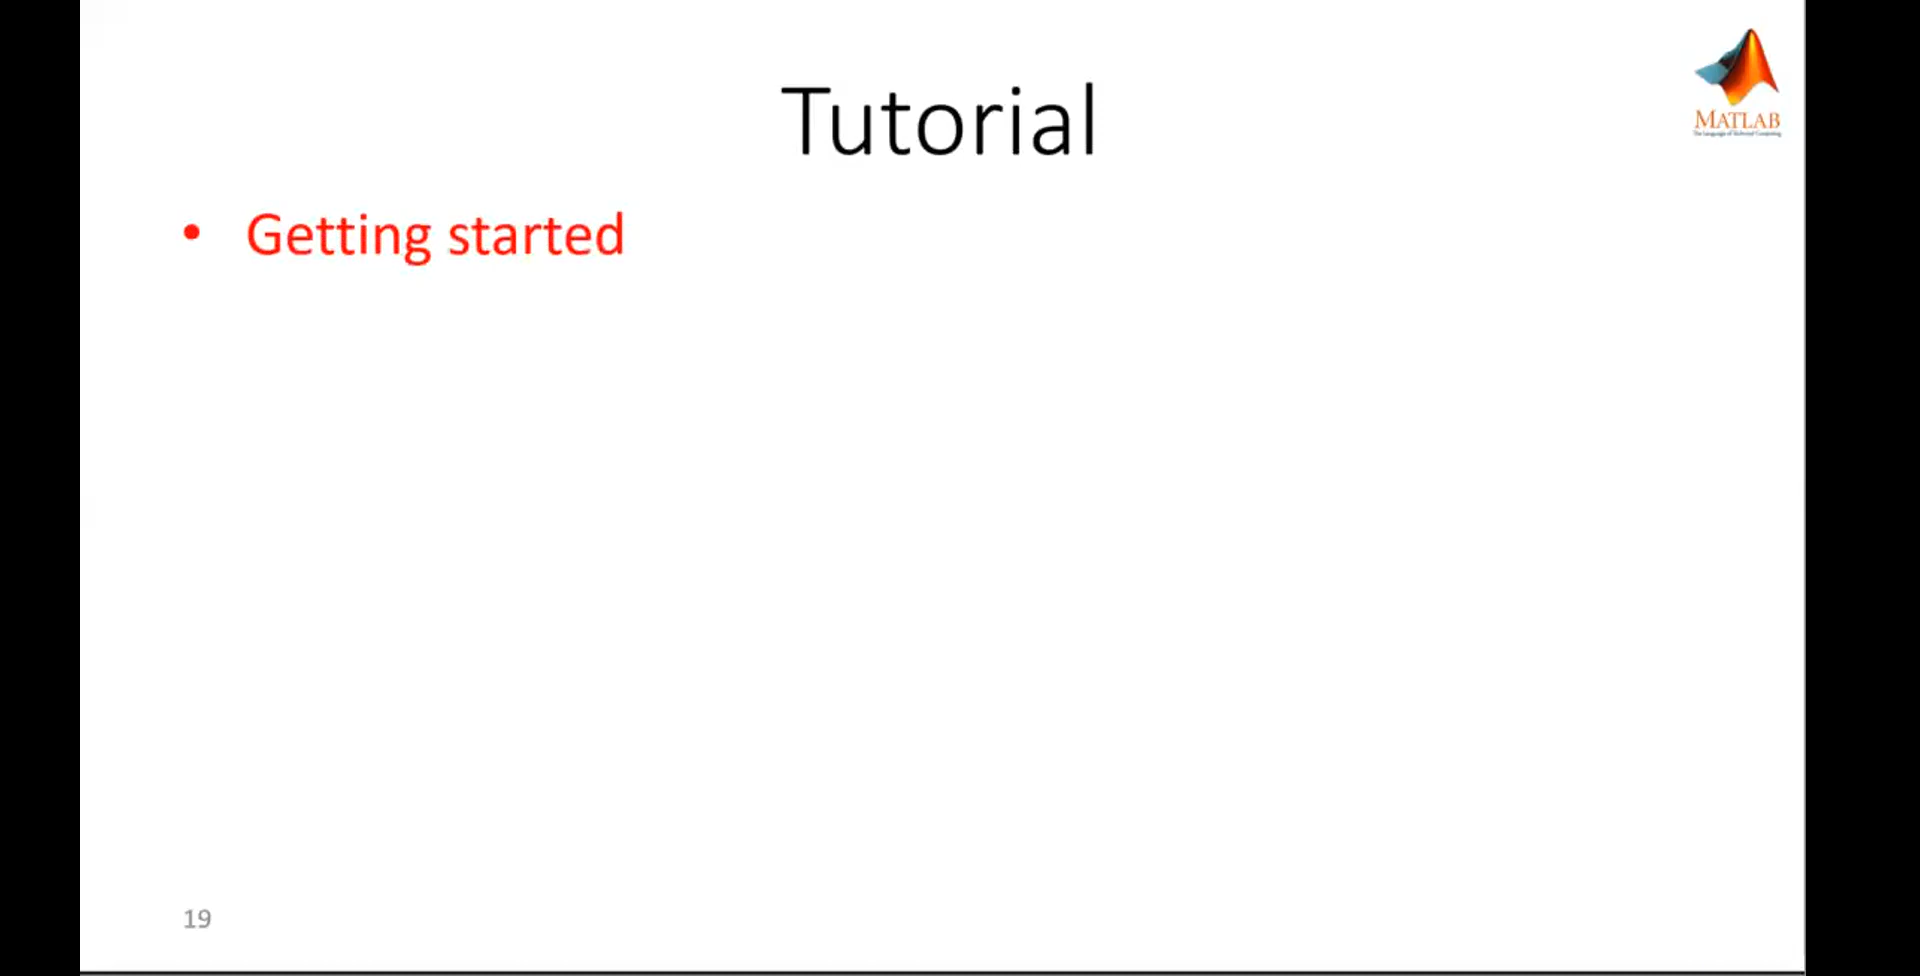 Tutorial
MATLAB
The Language of Technical Computing
• Getting started
19